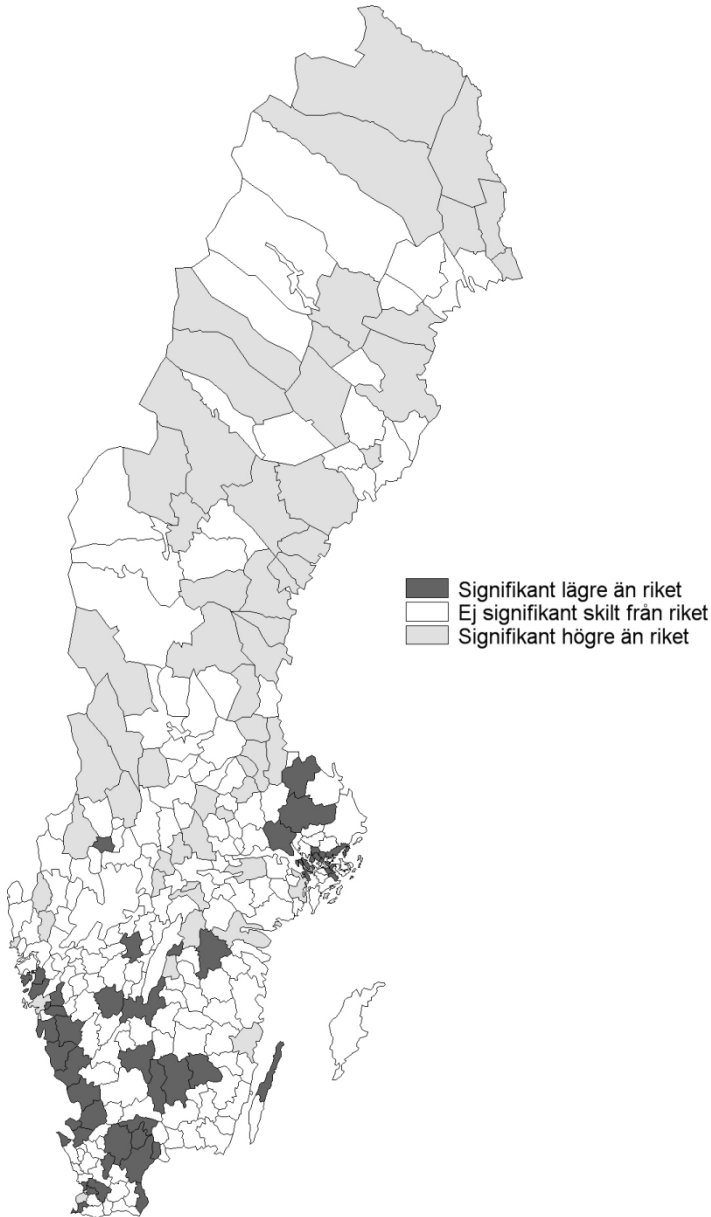 Signifikant lägre än riket
Ej signifikant skilt från riket
Signifikant högre än riket